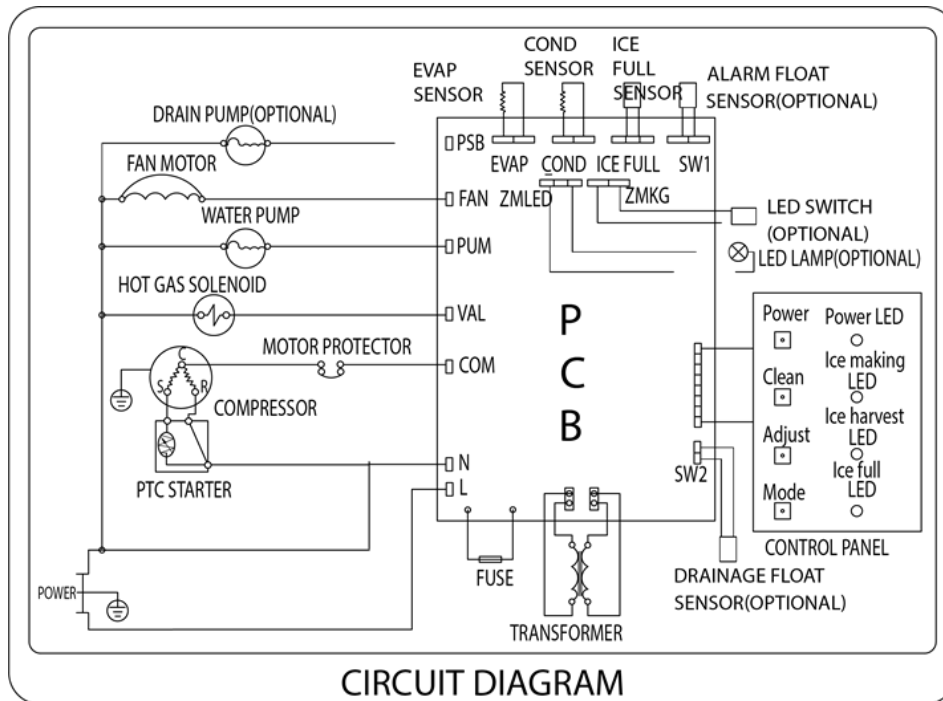 COND
SENSOR
ICE
FULL
SENSOR
EVAP
SENSOR
ALARM FLOAT
SENSOR(OPTIONAL)
DRAIN PUMP(OPTIONAL)
PSB
EVAP
COND
ICE FULL
SW1
FAN MOTOR
FAN
ZMLED
ZMKG
WATER PUMP
LED SWITCH
(OPTIONAL)
PUM
LED LAMP(OPTIONAL)
HOT GAS SOLENOID
VAL
P
C
B
MOTOR PROTECTOR
COM
C
S
R
COMPRESSOR
PTC STARTER
N
L
SW2
Power
Power LED
Ice making
LED
Clean
Ice harvest
LED
Adjust
Ice full
LED
Mode
CONTROL PANEL
FUSE
DRAINAGE FLOAT
SENSOR(OPTIONAL)
POWER
TRANSFORMER
CIRCUIT DIAGRAM